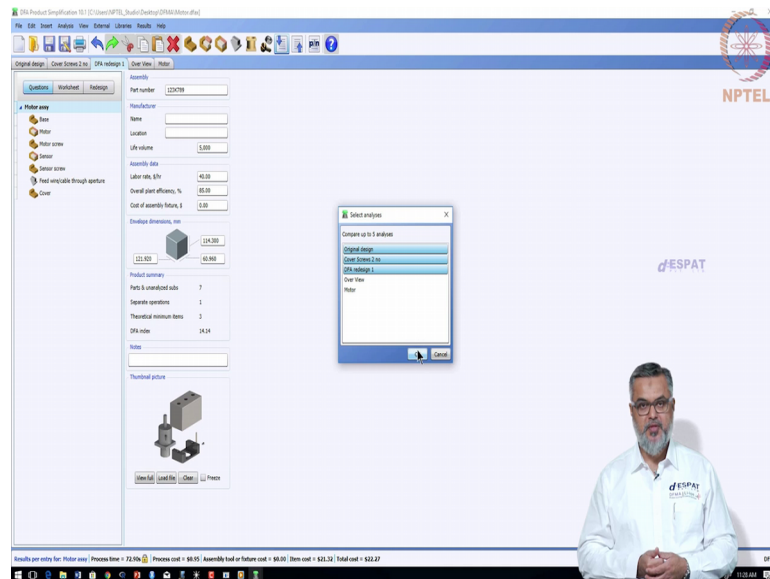 DFA Product Simplification 10.1 [C:\Users\NPTEL_Studio\Desktop\DFMA\Motor.dfax]
File Edit Insert Analysis View External Libraries Results Help
Original design Cover Screws 2 no DFA redesign 1 Over View Motor
Questions Worksheet Redesign
Motor assy
Base
Motor
Motor screw
Sensor
Sensor screw
Feed wire/cable through aperture
Cover
Assembly
Part number 123X789
Manufacturer
Name
Location
Life volume 5,000
Assembly data
Labor rate, $/hr 40.00
Overall plant efficiency, % 85.00
Cost of assembly fixture, $ 0.00
Envelope dimensions, mm
114.300
121.920 60.960
Product summary
Parts & unanalyzed subs 7
Separate operations 1
Theoretical minimum items 2
DFA index 14.14
Notes
Thumbnail picture
View full Load file Clear Freeze
Select analyses X
Compare up to 5 analyses
Original design
Cover Screws 2 no
DFA redesign 1
Over View
Motor
Cancel
NPTEL
d-ESPAT
d-ESPAT
Results per entry for: Motor assy Process time = 72.90s Process cost = $0.95 Assembly tool or fixture cost = $0.00 Item cost = $21.32 Total cost = $22.27
11:28 AM